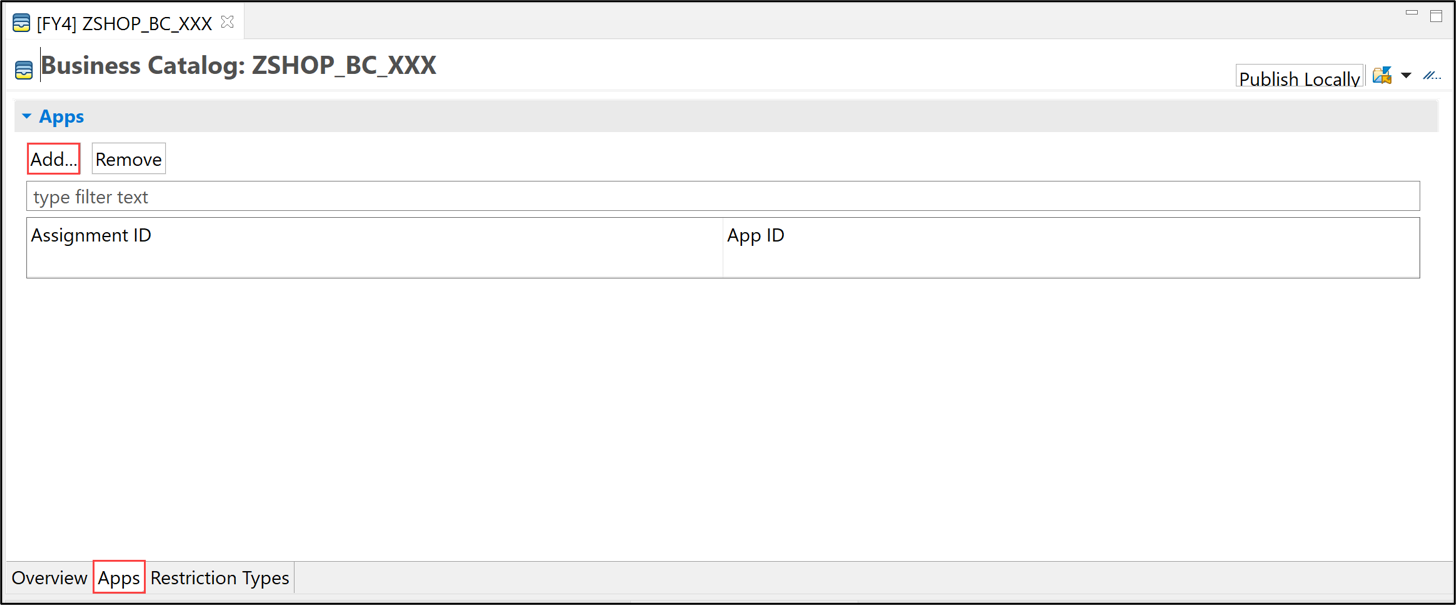 [FY4] ZSHOP_BC_XXX
Business Catalog: ZSHOP_BC_XXX
Publish Locally
Apps
Add... Remove
type filter text
Assignment ID App ID
Overview Apps Restriction Types